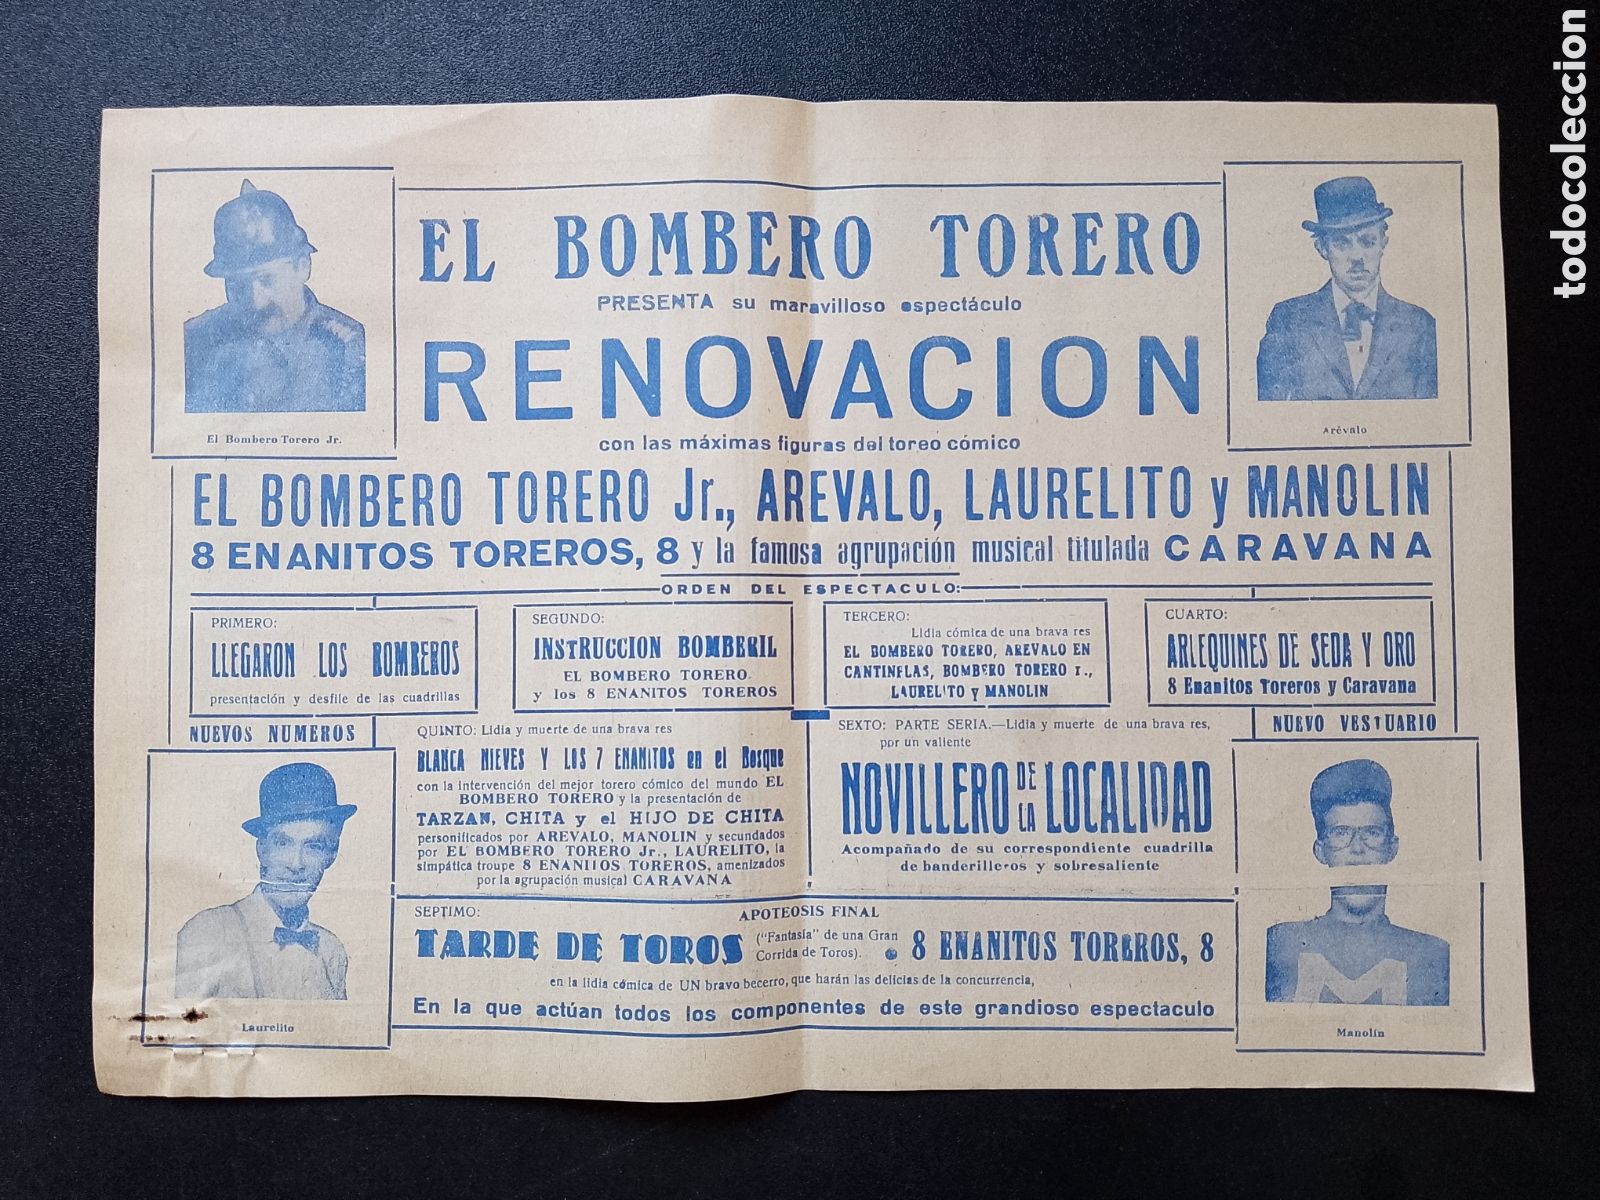 todocoleccion
EL BOMBERO TORERO
PRESENTA su maravilloso espectáculo
RENOVACION
con las máximas figuras del toreo cómico
El Bombero Torero Jr.
Arévalo
EL BOMBERO TORERO Jr., AREVALO, LAURELITO y MANOLIN
8 ENANITOS TOREROS, 8 y la famosa agrupación musical titulada CARAVANA
ORDEN DEL ESPECTACULO:
PRIMERO:
LLEGARON LOS BOMBEROS
presentación y desfile de las cuadrillas
SEGUNDO:
INSTRUCCION BOMBERIL
EL BOMBERO TORERO
y los 8 ENANITOS TOREROS
TERCERO:
Lidia cómica de una brava res
EL BOMBERO TORERO, AREVALO EN
CANTINFLAS, BOMBERO TORERO J.,
LAURELITO Y MANOLIN
CUARTO:
ARLEQUINES DE SEDA Y ORO
8 Enanitos Toreros y Caravana
NUEVOS NUMEROS
NUEVO VESTUARIO
QUINTO: Lidia y muerte de una brava res
BLANCA NIEVES Y LOS 7 ENANITOS en el Bosque
con la intervención del mejor torero cómico del mundo EL
BOMBERO TORERO y la presentación de
TARZAN, CHITA y el HIJO DE CHITA
personificados por AREVALO, MANOLIN y secundados
por EL BOMBERO TORERO Jr., LAURELITO, la
simpática troupe 8 ENANITOS TOREROS, amenizados
por la agrupación musical CARAVANA
SEXTO: PARTE SERIA.—Lidia y muerte de una brava res,
por un valiente
NOVILLERO DE LA LOCALIDAD
Acompañado de su correspondiente cuadrilla
de banderilleros y sobresaliente
SEPTIMO:
APOTEOSIS FINAL
TARDE DE TOROS ("Fantasía" de una Gran
Corrida de Toros). 8 ENANITOS TOREROS, 8
en la lidia cómica de UN bravo becerro, que harán las delicias de la concurrencia,
En la que actúan todos los componentes de este grandioso espectaculo
Laurelito
Manolín